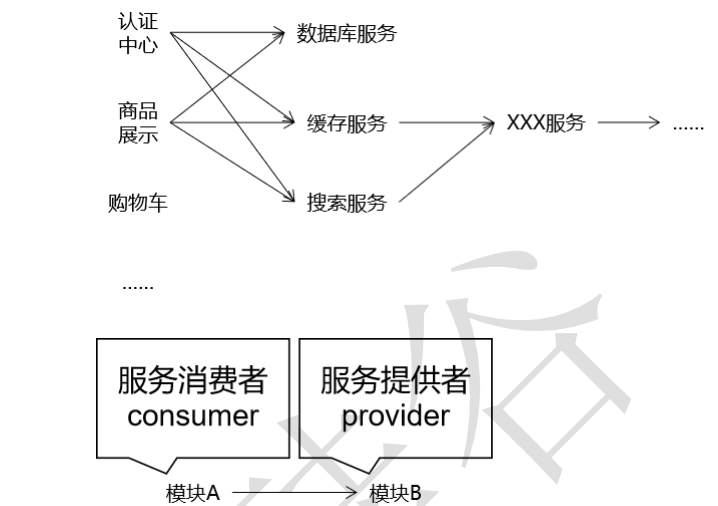 认证
中心
数据库服务
商品
展示
缓存服务
XXX服务
......
购物车
搜索服务
......
服务消费者
consumer
服务提供者
provider
模块A
模块B